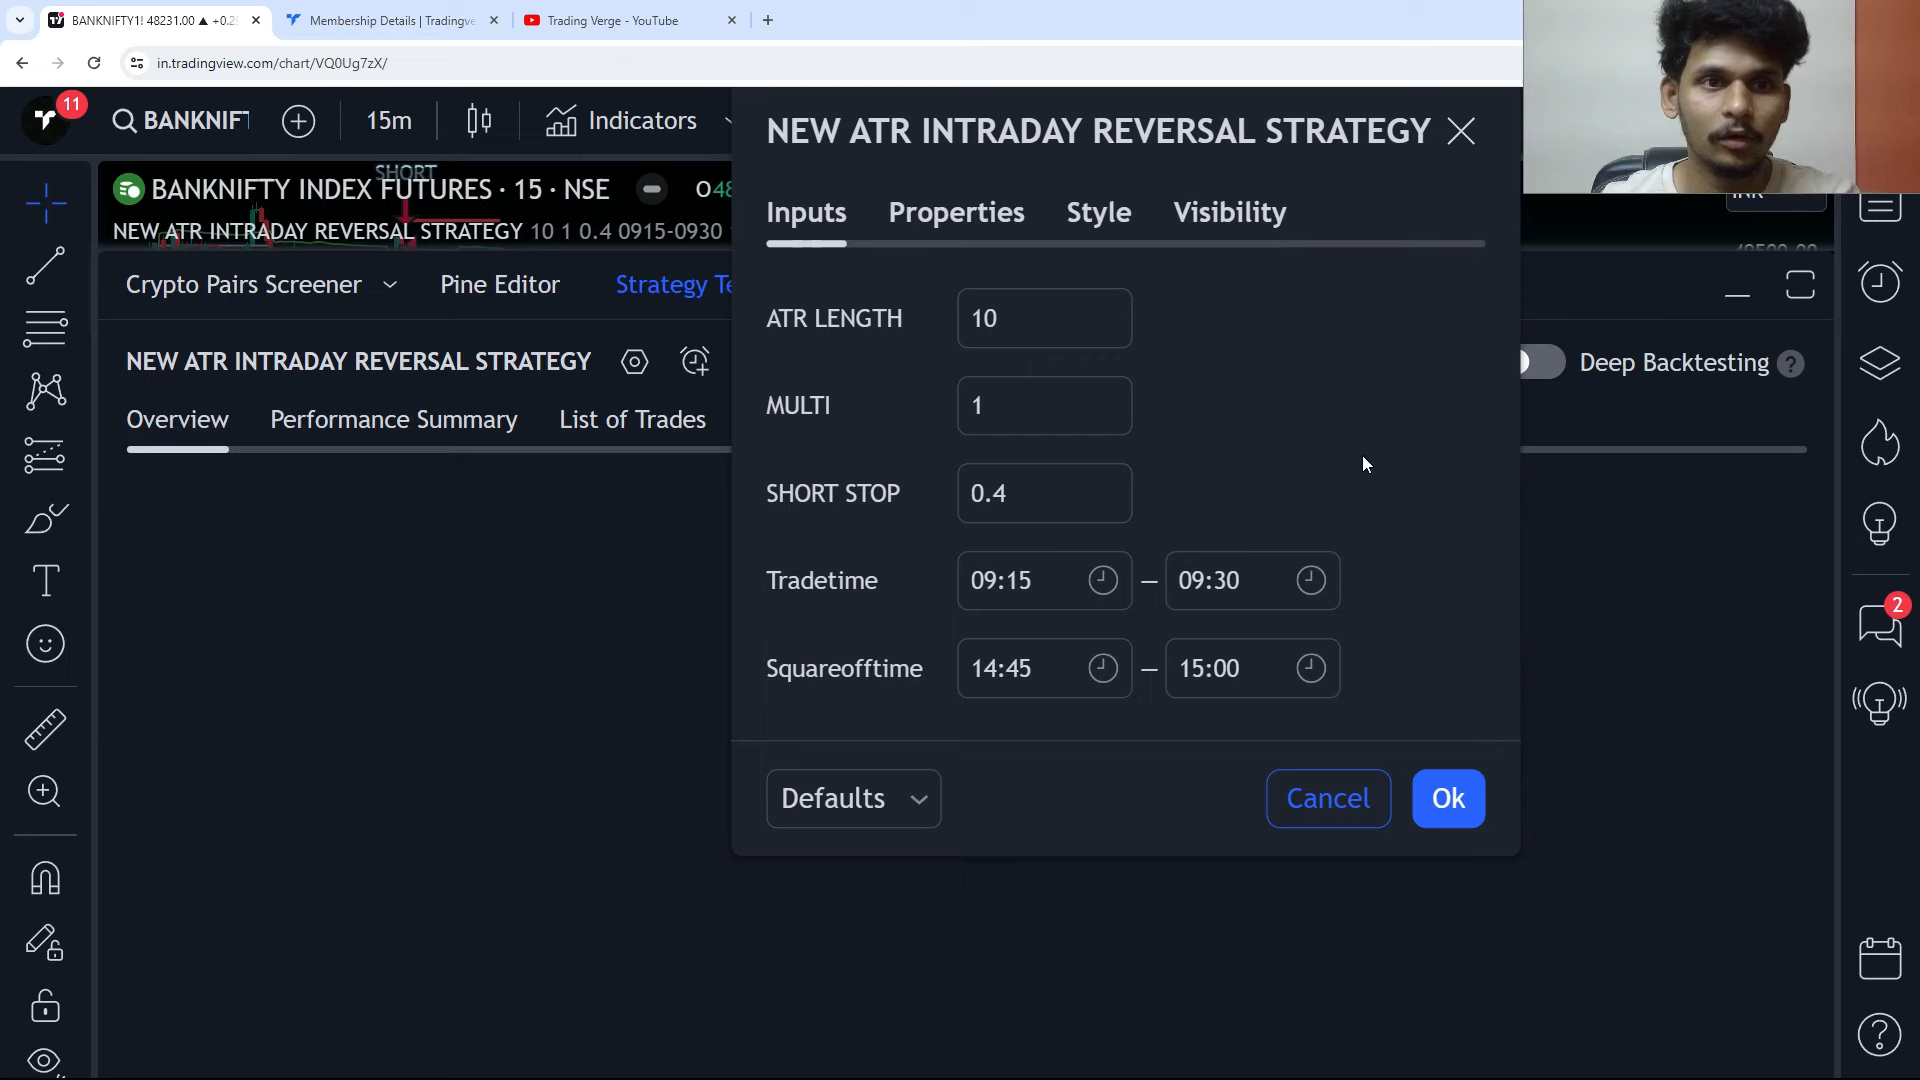 BANKNIFTY1! 48231.00 ▲ +0.2
Membership Details | Tradingve
Trading Verge - YouTube
in.tradingview.com/chart/VQ0Ug7zX/
11
BANKNIFT
15m
Indicators
SHORT
BANKNIFTY INDEX FUTURES · 15 · NSE
O48
NEW ATR INTRADAY REVERSAL STRATEGY 10 1 0.4 0915-0930
Crypto Pairs Screener
Pine Editor
Strategy Te
NEW ATR INTRADAY REVERSAL STRATEGY
Deep Backtesting ?
Overview
Performance Summary
List of Trades
NEW ATR INTRADAY REVERSAL STRATEGY
Inputs
Properties
Style
Visibility
ATR LENGTH
10
MULTI
1
SHORT STOP
0.4
Tradetime
09:15 — 09:30
Squareofftime
14:45 — 15:00
Defaults
Cancel
Ok
2